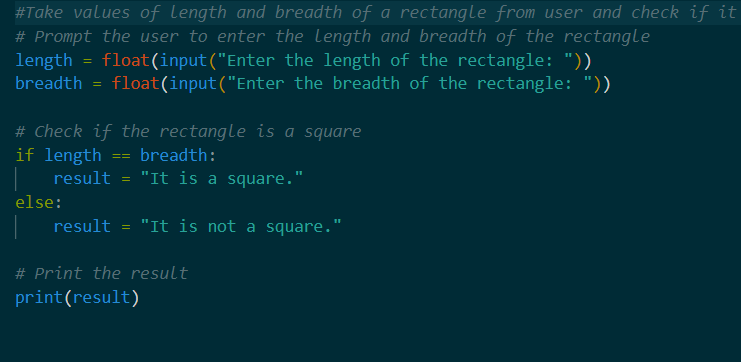 #Take values of length and breadth of a rectangle from user and check if it
# Prompt the user to enter the length and breadth of the rectangle
length = float(input("Enter the length of the rectangle: "))
breadth = float(input("Enter the breadth of the rectangle: "))
# Check if the rectangle is a square
if length == breadth:
    result = "It is a square."
else:
    result = "It is not a square."
# Print the result
print(result)